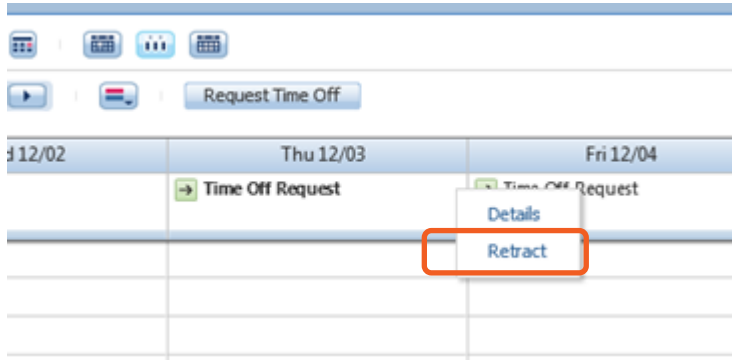 Request Time Off
d 12/02
Thu 12/03
Fri 12/04
Time Off Request
Time Off Request
Details
Retract